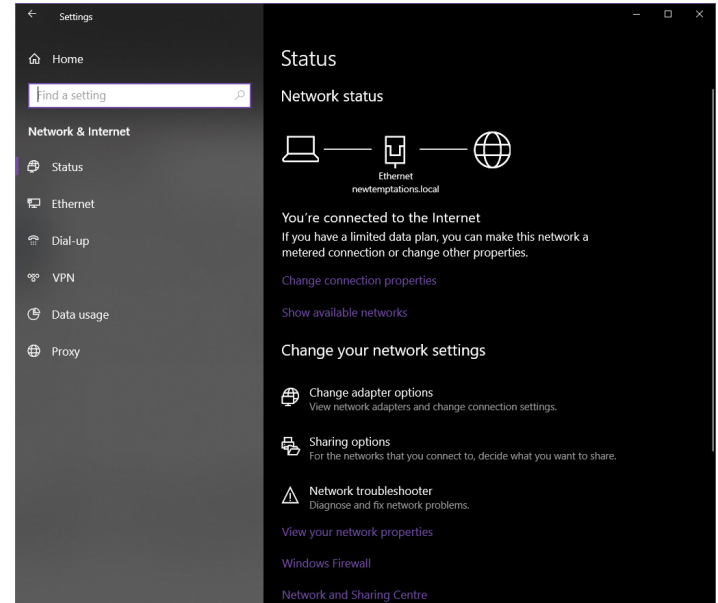 Settings
Home
Find a setting
Network & Internet
Status
Ethernet
Dial-up
VPN
Data usage
Proxy
Status
Network status
Ethernet
newtemptations.local
You're connected to the Internet
If you have a limited data plan, you can make this network a
metered connection or change other properties.
Change connection properties
Show available networks
Change your network settings
Change adapter options
View network adapters and change connection settings.
Sharing options
For the networks that you connect to, decide what you want to share.
Network troubleshooter
Diagnose and fix network problems.
View your network properties
Windows Firewall
Network and Sharing Centre